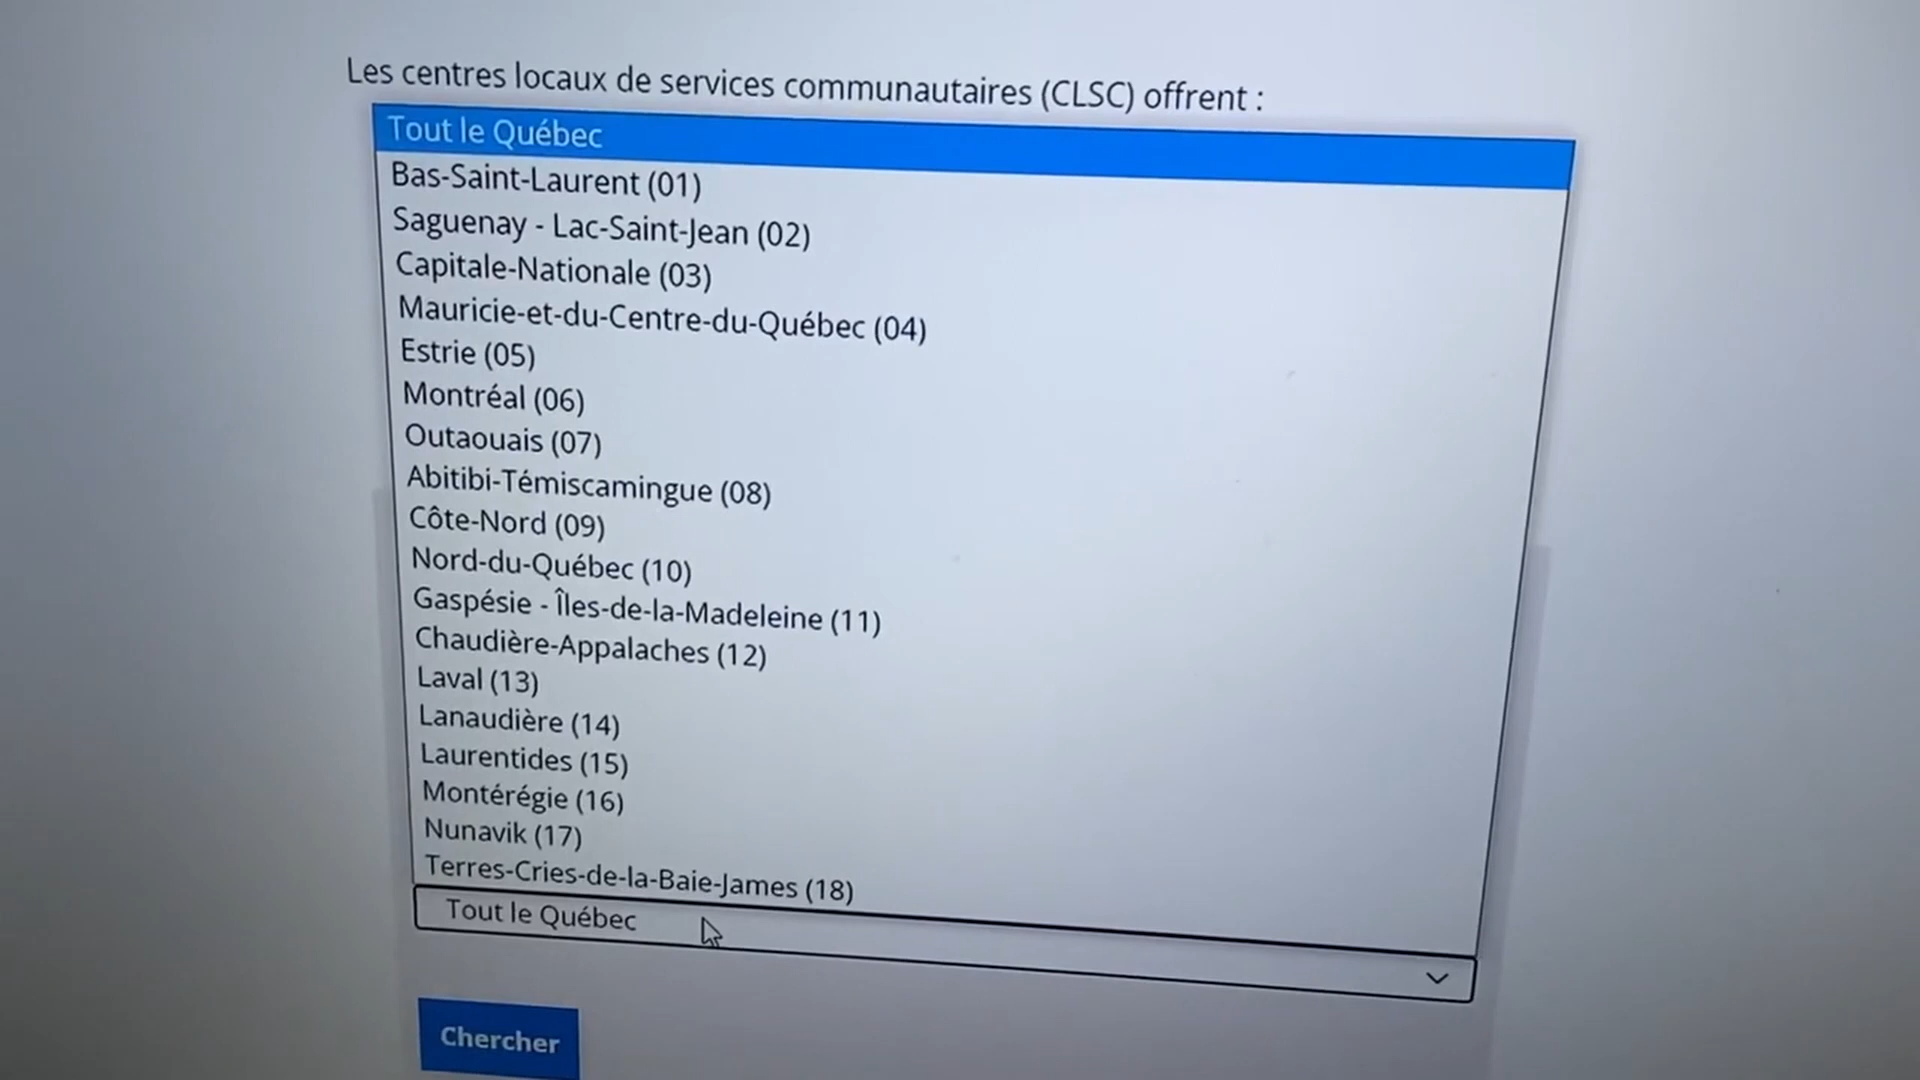 Les centres locaux de services communautaires (CLSC) offrent :
Tout le Québec
Bas-Saint-Laurent (01)
Saguenay - Lac-Saint-Jean (02)
Capitale-Nationale (03)
Mauricie-et-du-Centre-du-Québec (04)
Estrie (05)
Montréal (06)
Outaouais (07)
Abitibi-Témiscamingue (08)
Côte-Nord (09)
Nord-du-Québec (10)
Gaspésie - Îles-de-la-Madeleine (11)
Chaudière-Appalaches (12)
Laval (13)
Lanaudière (14)
Laurentides (15)
Montérégie (16)
Nunavik (17)
Terres-Cries-de-la-Baie-James (18)
Tout le Québec
Chercher